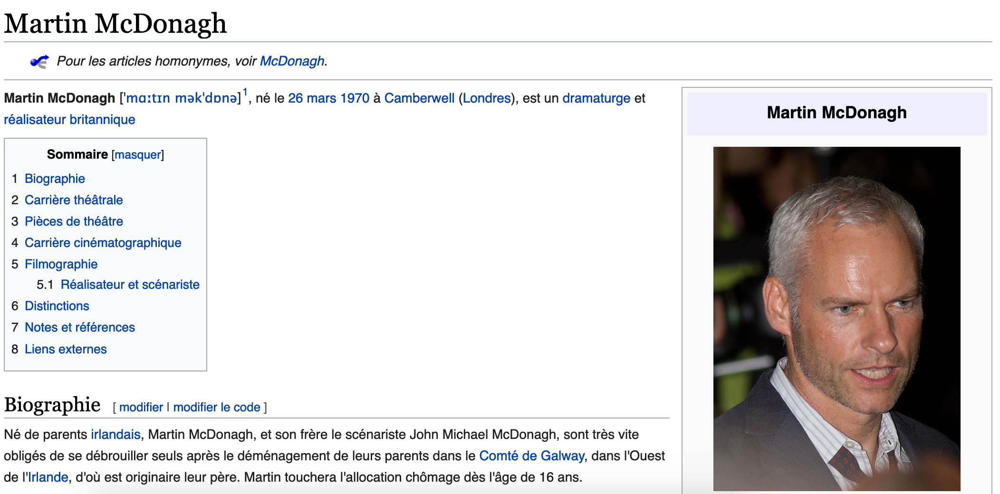 Martin McDonagh
Pour les articles homonymes, voir McDonagh.
Martin McDonagh ['mɑːtɪn mək'dɒnə]1, né le 26 mars 1970 à Camberwell (Londres), est un dramaturge et
réalisateur britannique
Sommaire [masquer]
1 Biographie
2 Carrière théâtrale
3 Pièces de théâtre
4 Carrière cinématographique
5 Filmographie
5.1 Réalisateur et scénariste
6 Distinctions
7 Notes et références
8 Liens externes
Biographie [ modifier | modifier le code ]
Né de parents irlandais, Martin McDonagh, et son frère le scénariste John Michael McDonagh, sont très vite
obligés de se débrouiller seuls après le déménagement de leurs parents dans le Comté de Galway, dans l'Ouest
de l'Irlande, d'où est originaire leur père. Martin touchera l'allocation chômage dès l'âge de 16 ans.
Martin McDonagh